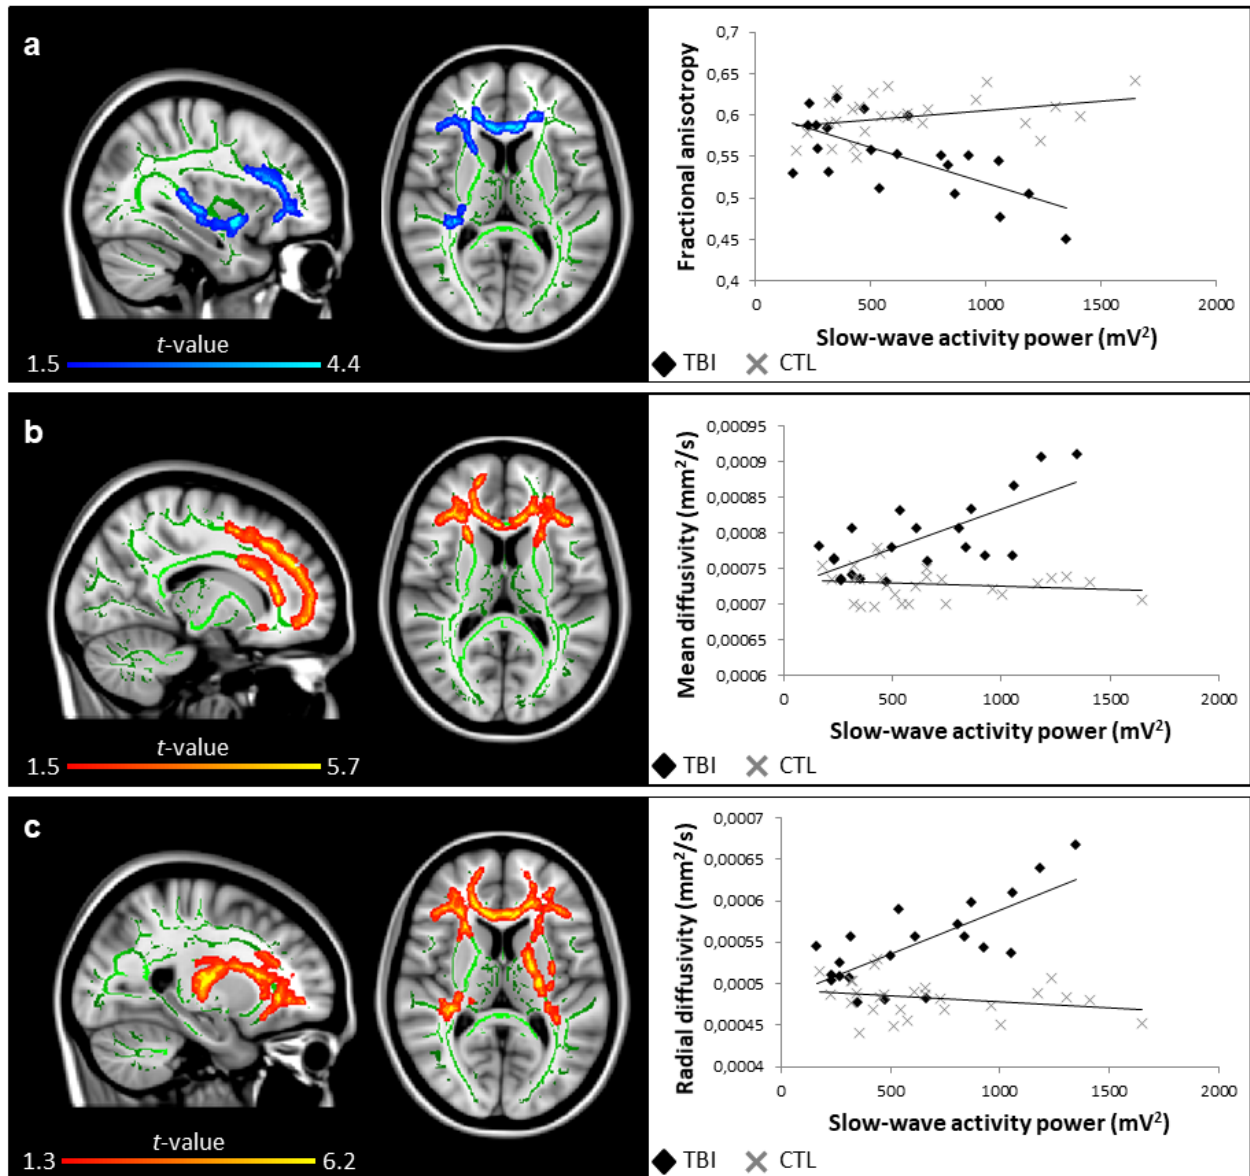 a
t-value
1.5 4.4
Fractional anisotropy
0,7
0,65
0,6
0,55
0,5
0,45
0,4
0 500 1000 1500 2000
Slow-wave activity power (mV²)
TBI CTL
b
t-value
1.5 5.7
Mean diffusivity (mm²/s)
0,00095
0,0009
0,00085
0,0008
0,00075
0,0007
0,00065
0,0006
0 500 1000 1500 2000
Slow-wave activity power (mV²)
TBI CTL
c
t-value
1.3 6.2
Radial diffusivity (mm²/s)
0,0007
0,00065
0,0006
0,00055
0,0005
0,00045
0,0004
0 500 1000 1500 2000
Slow-wave activity power (mV²)
TBI CTL